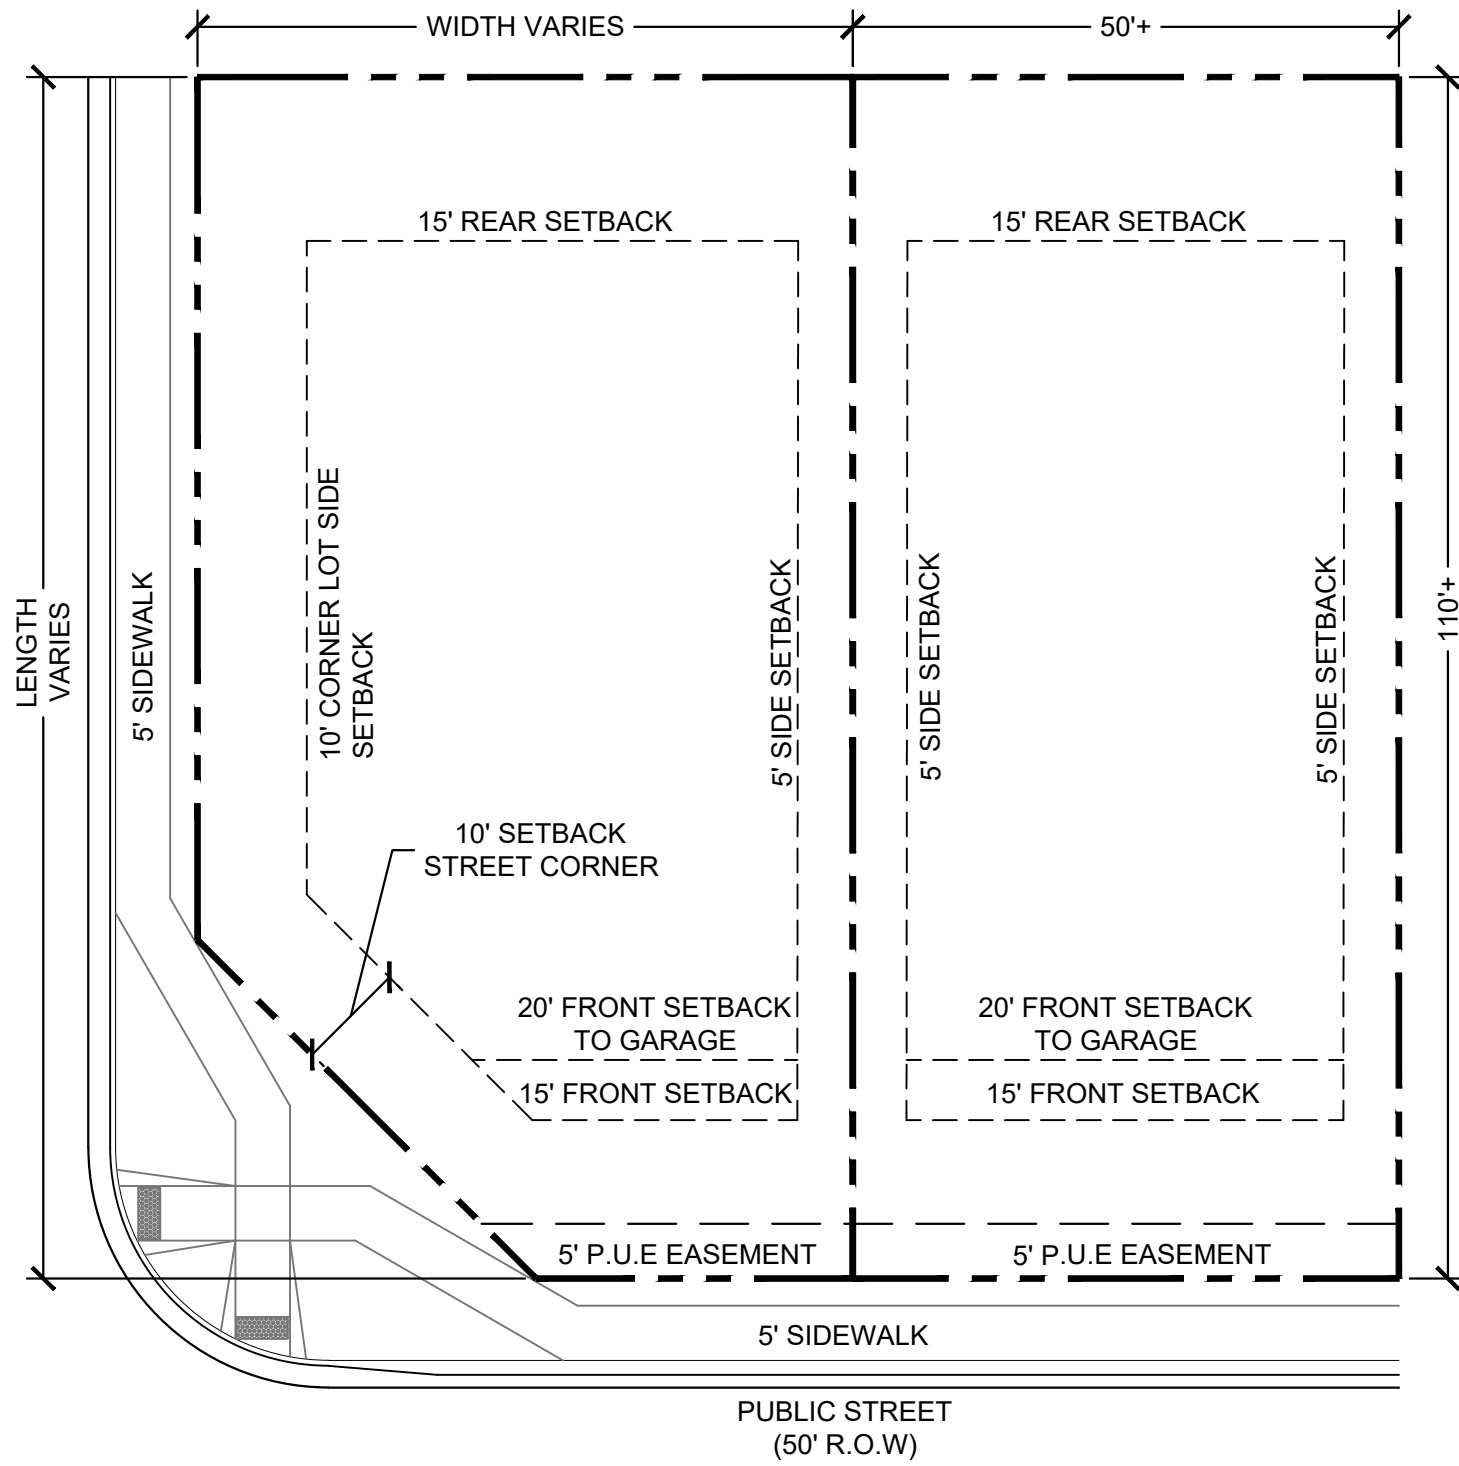 WIDTH VARIES
50'+
15' REAR SETBACK
15' REAR SETBACK
LENGTH
VARIES
5' SIDEWALK
10' CORNER LOT SIDE
SETBACK
5' SIDE SETBACK
5' SIDE SETBACK
5' SIDE SETBACK
110'+
10' SETBACK
STREET CORNER
20' FRONT SETBACK
TO GARAGE
20' FRONT SETBACK
TO GARAGE
15' FRONT SETBACK
15' FRONT SETBACK
5' P.U.E EASEMENT
5' P.U.E EASEMENT
5' SIDEWALK
PUBLIC STREET
(50' R.O.W)